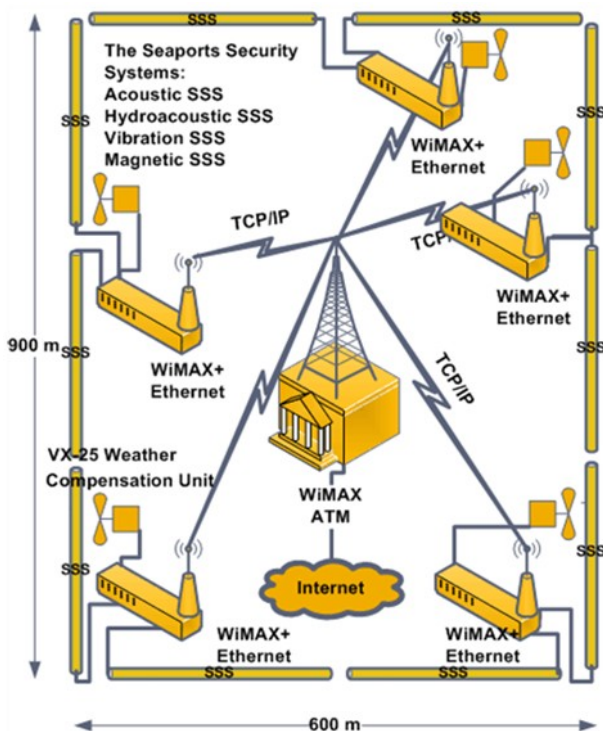 SSS
SSS
The Seaports Security
Systems:
Acoustic SSS
Hydroacoustic SSS
Vibration SSS
Magnetic SSS
SSS
SSS
WiMAX+
Ethernet
TCP/IP
TCP/
WiMAX+
Ethernet
900 m
SSS
SSS
WiMAX+
Ethernet
TCP/IP
VX-25 Weather
Compensation Unit
WiMAX
ATM
SSS
SSS
Internet
WiMAX+
Ethernet
WiMAX+
Ethernet
SSS
SSS
600 m